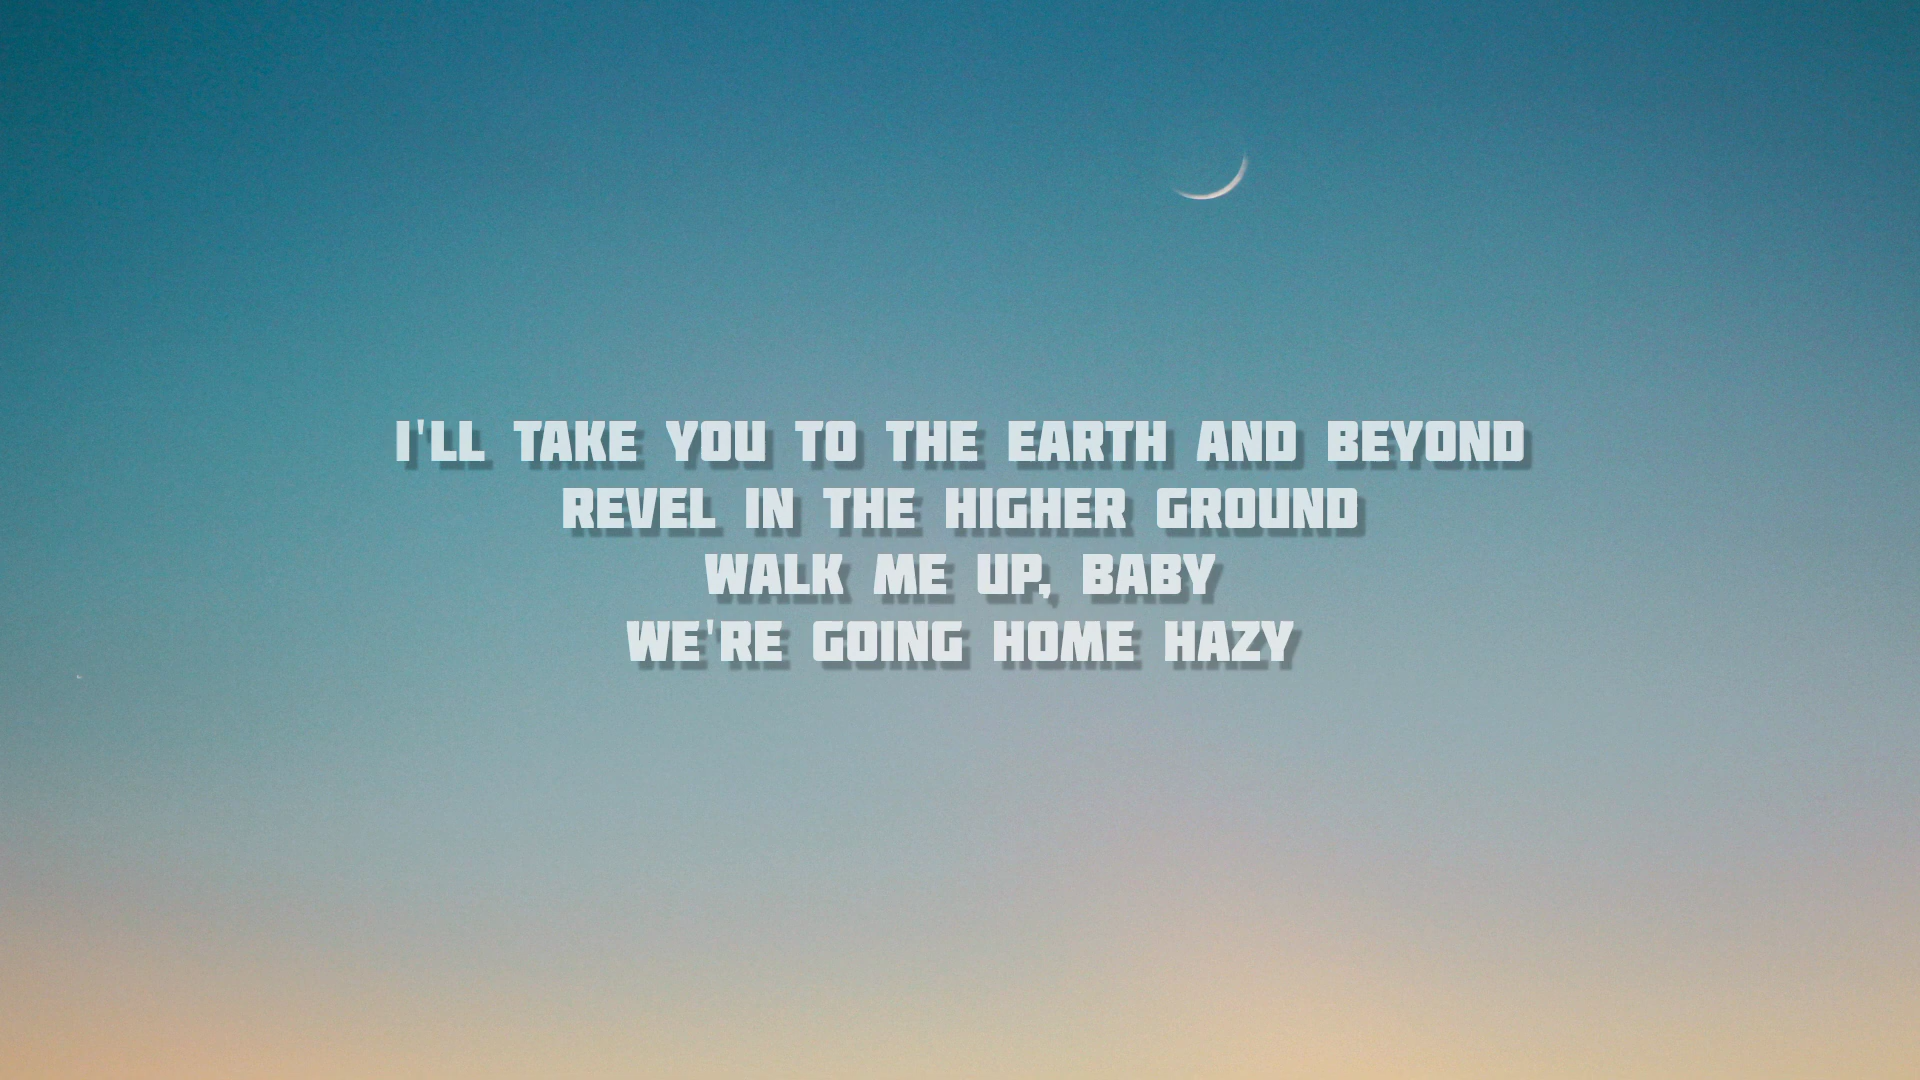 I'LL TAKE YOU TO THE EARTH AND BEYOND
REVEL IN THE HIGHER GROUND
WALK ME UP, BABY
WE'RE GOING HOME HAZY